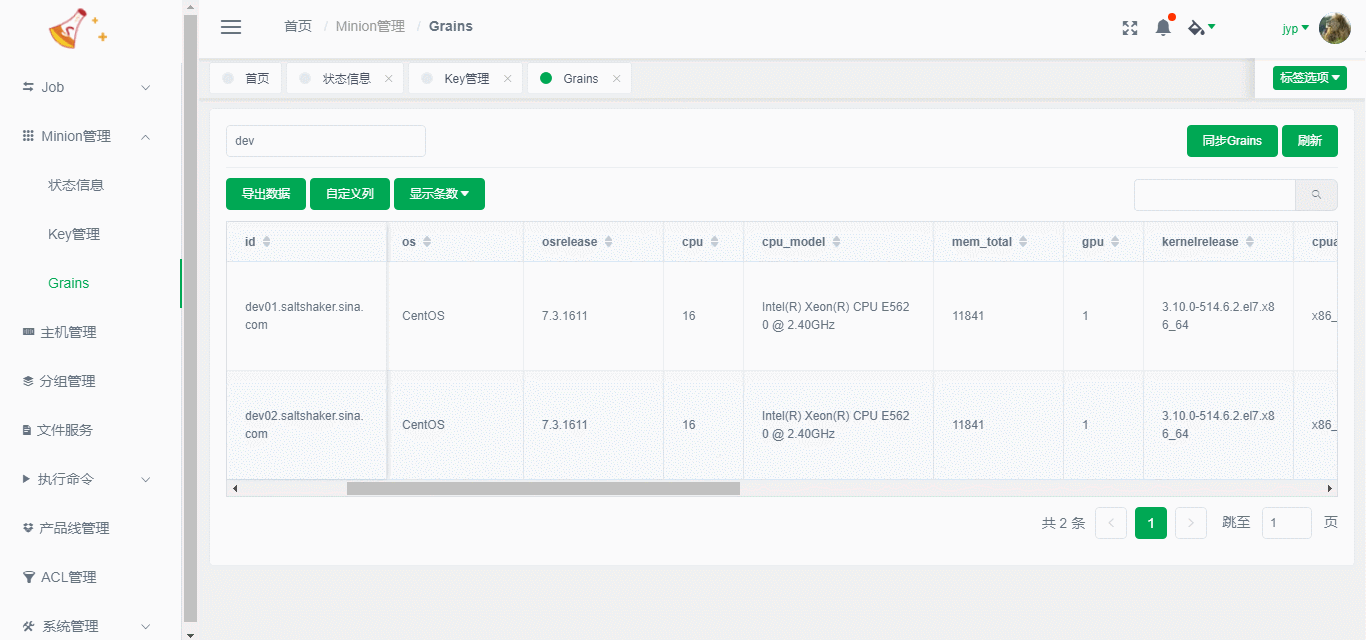 首页 / Minion管理 / Grains
jyp
首页
状态信息
Key管理
Grains
标签选项
Job
Minion管理
状态信息
Key管理
Grains
主机管理
分组管理
文件服务
执行命令
产品线管理
ACL管理
系统管理
dev
同步Grains
刷新
导出数据
自定义列
显示条数
id
os
osrelease
cpu
cpu_model
mem_total
gpu
kernelrelease
cpua
dev01.saltshaker.sina.
com
CentOS
7.3.1611
16
Intel(R) Xeon(R) CPU E562
0 @ 2.40GHz
11841
1
3.10.0-514.6.2.el7.x8
6_64
x86_
dev02.saltshaker.sina.
com
CentOS
7.3.1611
16
Intel(R) Xeon(R) CPU E562
0 @ 2.40GHz
11841
1
3.10.0-514.6.2.el7.x8
6_64
x86_
共 2 条
1
跳至
1
页